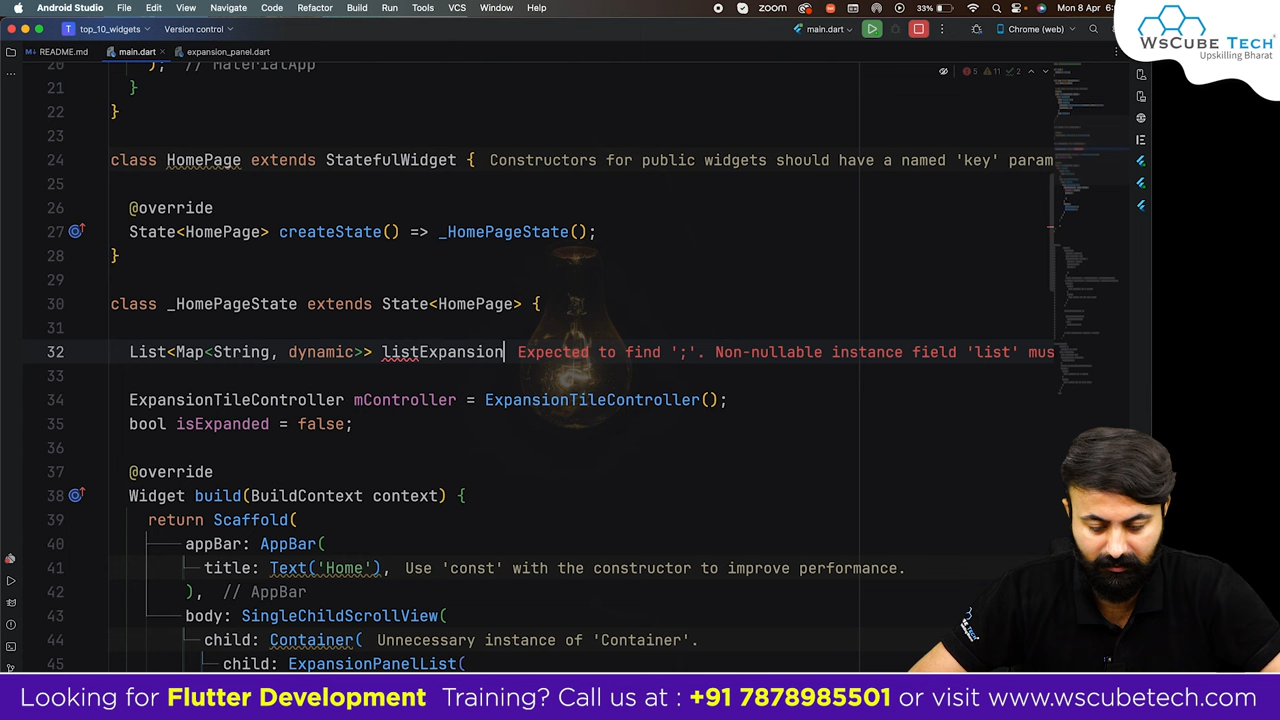 Android Studio File Edit View Navigate Code Refactor Build Run Tools VCS Window Help zoom 33% Mon 8 Apr
top_10_widgets Version control main.dart Chrome (web)
WsCube Tech
Upskilling Bharat
README.md main.dart expansion_panel.dart
5 11 2
20 ); // MaterialApp
21 }
22 }
23
24 class HomePage extends StatefulWidget { Constructors for public widgets should have a named 'key' param
25
26 @override
27 State<HomePage> createState() => _HomePageState();
28 }
29
30 class _HomePageState extends State<HomePage> {
31
32 List<Map<String, dynamic>> listExpansion Expected to find ';'. Non-nullable instance field 'list' mus
33
34 ExpansionTileController mController = ExpansionTileController();
35 bool isExpanded = false;
36
37 @override
38 Widget build(BuildContext context) {
39 return Scaffold(
40 appBar: AppBar(
41 title: Text('Home'), Use 'const' with the constructor to improve performance.
42 ), // AppBar
43 body: SingleChildScrollView(
44 child: Container( Unnecessary instance of 'Container'.
45 child: ExpansionPanelList(
Looking for Flutter Development Training? Call us at : +91 7878985501 or visit www.wscubetech.com